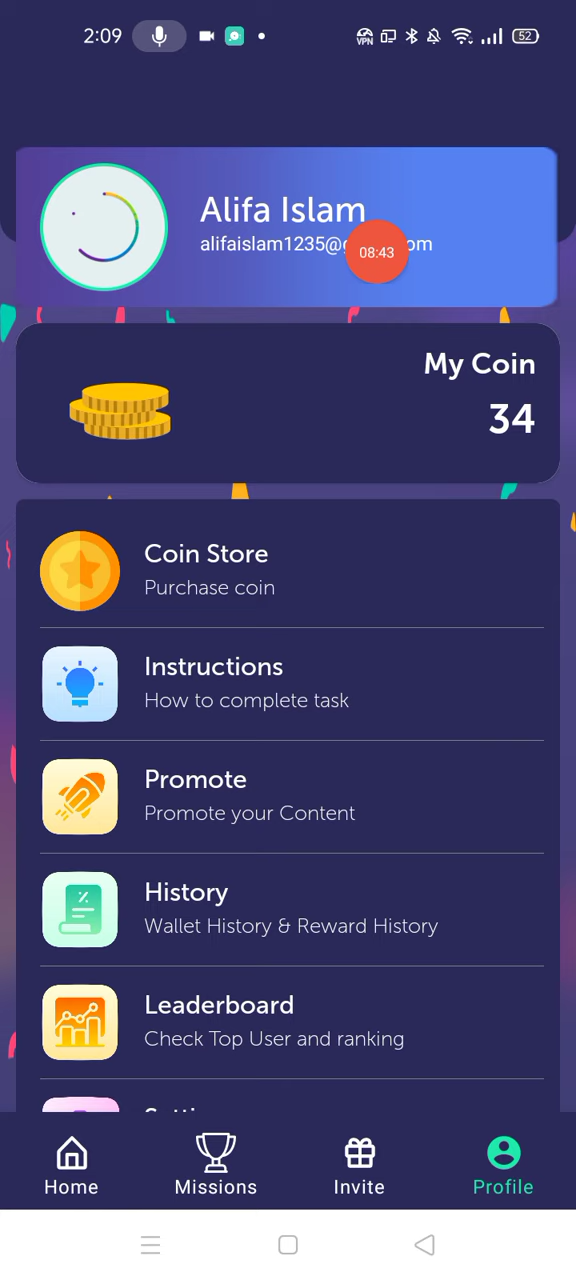 2:09
VPN
52
Alifa Islam
alifaislam1235@g om
08:43
My Coin
34
Coin Store
Purchase coin
Instructions
How to complete task
Promote
Promote your Content
History
Wallet History & Reward History
Leaderboard
Check Top User and ranking
Home
Missions
Invite
Profile